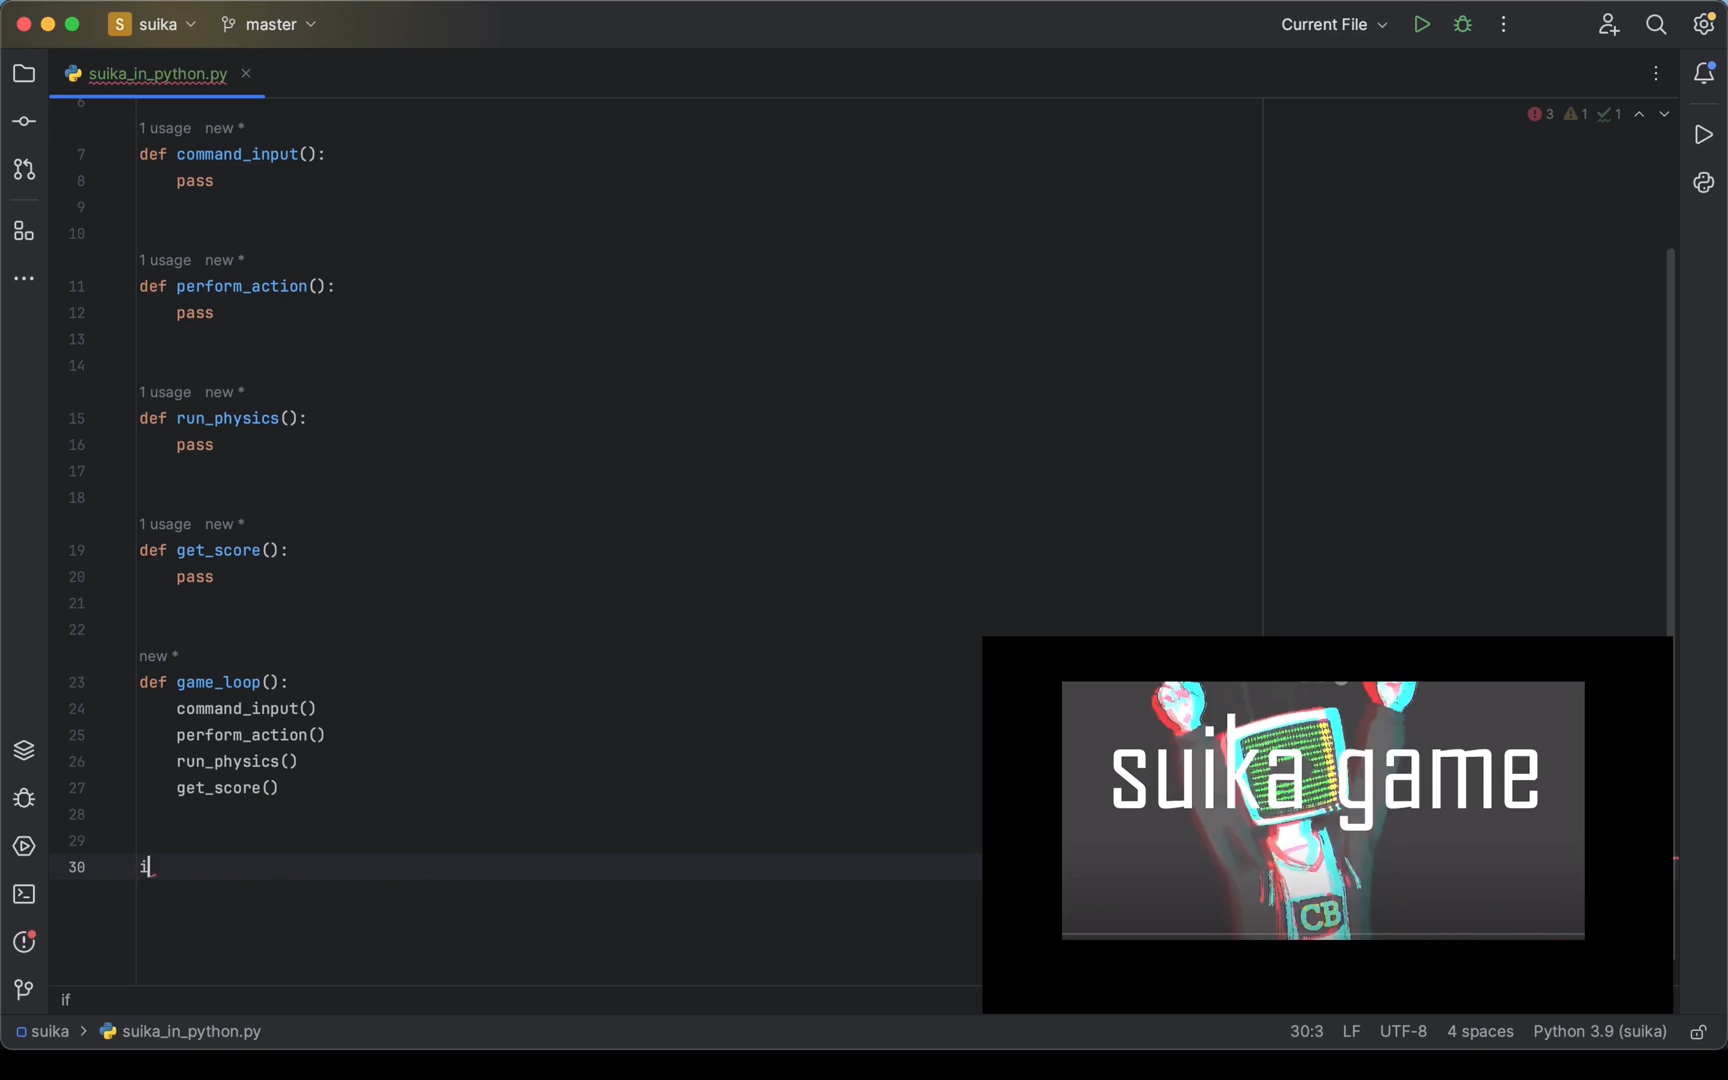 S suika master Current File
suika_in_python.py
6
3 1 1
1 usage new *
7 def command_input():
8 pass
9
10
1 usage new *
11 def perform_action():
12 pass
13
14
1 usage new *
15 def run_physics():
16 pass
17
18
1 usage new *
19 def get_score():
20 pass
21
22
new *
23 def game_loop():
24 command_input()
25 perform_action()
26 run_physics()
27 get_score()
28
29
30 i
suika game
CB
if
suika > suika_in_python.py 30:3 LF UTF-8 4 spaces Python 3.9 (suika)